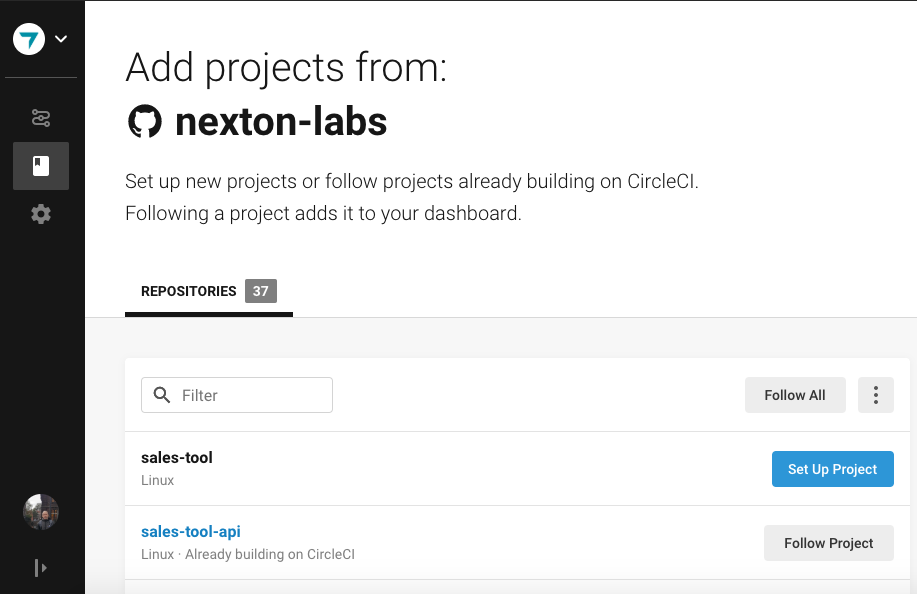 Add projects from:
nexton-labs
Set up new projects or follow projects already building on CircleCI.
Following a project adds it to your dashboard.
REPOSITORIES 37
Filter
Follow All
sales-tool
Linux
Set Up Project
sales-tool-api
Linux · Already building on CircleCI
Follow Project